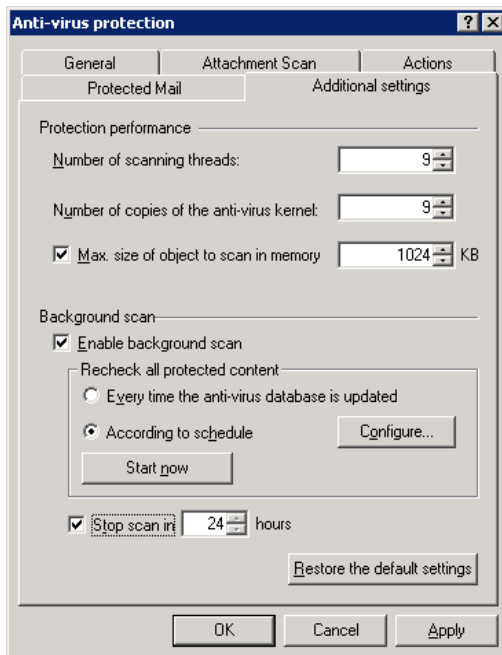 Anti-virus protection
General Attachment Scan Actions
Protected Mail Additional settings
Protection performance
Number of scanning threads: 9
Number of copies of the anti-virus kernel: 9
Max. size of object to scan in memory 1024 KB
Background scan
Enable background scan
Recheck all protected content
Every time the anti-virus database is updated
According to schedule Configure...
Start now
Stop scan in 24 hours
Restore the default settings
OK Cancel Apply